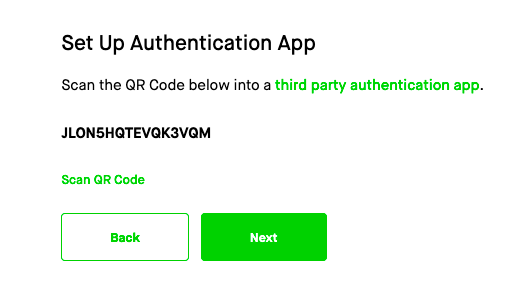 Set Up Authentication App
Scan the QR Code below into a third party authentication app.
JLON5HQTEVQK3VQM
Scan QR Code
Back
Next